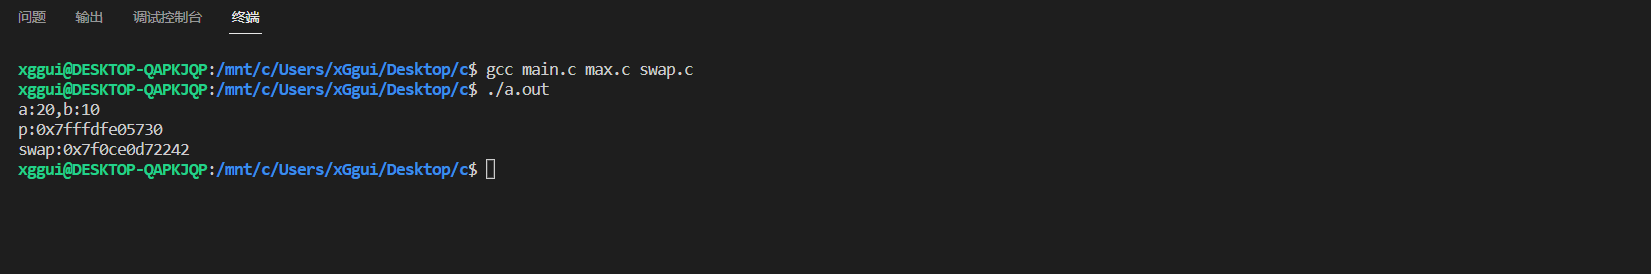 问题 输出 调试控制台 终端
xggui@DESKTOP-QAPKJQP:/mnt/c/Users/xGgui/Desktop/c$ gcc main.c max.c swap.c
xggui@DESKTOP-QAPKJQP:/mnt/c/Users/xGgui/Desktop/c$ ./a.out
a:20,b:10
p:0x7fffdfe05730
swap:0x7f0ce0d72242
xggui@DESKTOP-QAPKJQP:/mnt/c/Users/xGgui/Desktop/c$